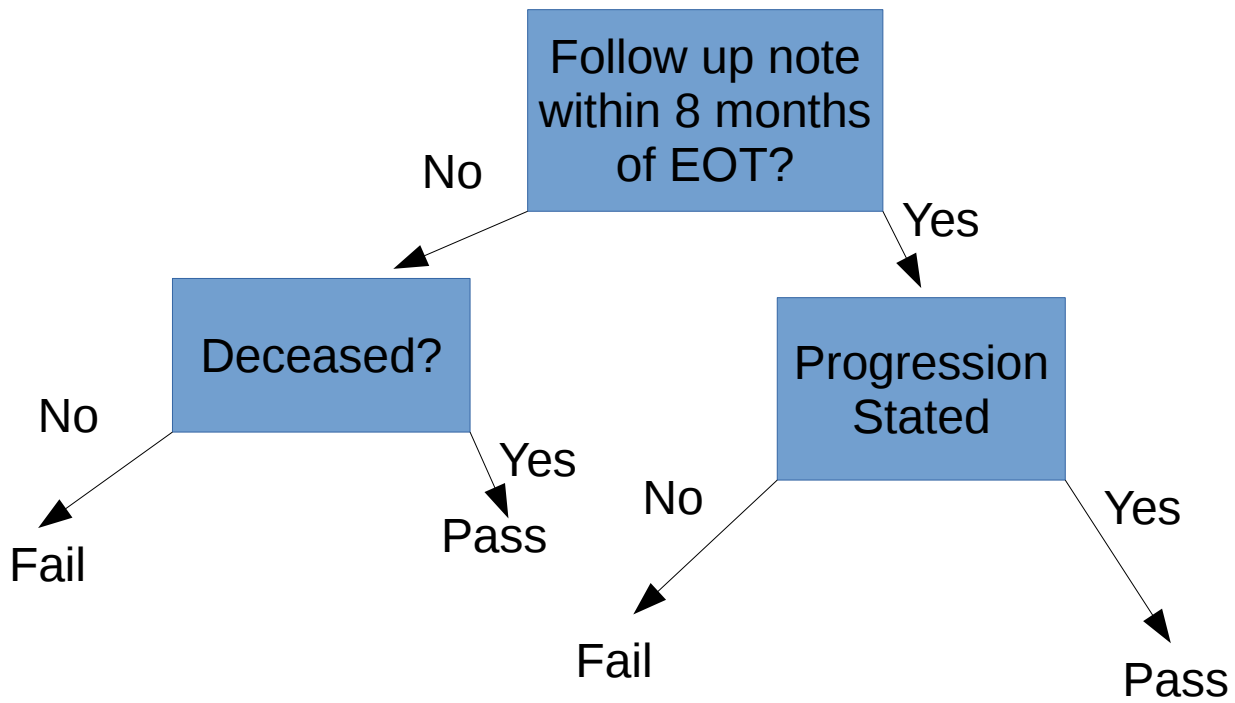 Follow up note
within 8 months
of EOT?
No
Yes
Deceased?
Progression
Stated
No
Yes
No
Yes
Fail
Pass
Fail
Pass